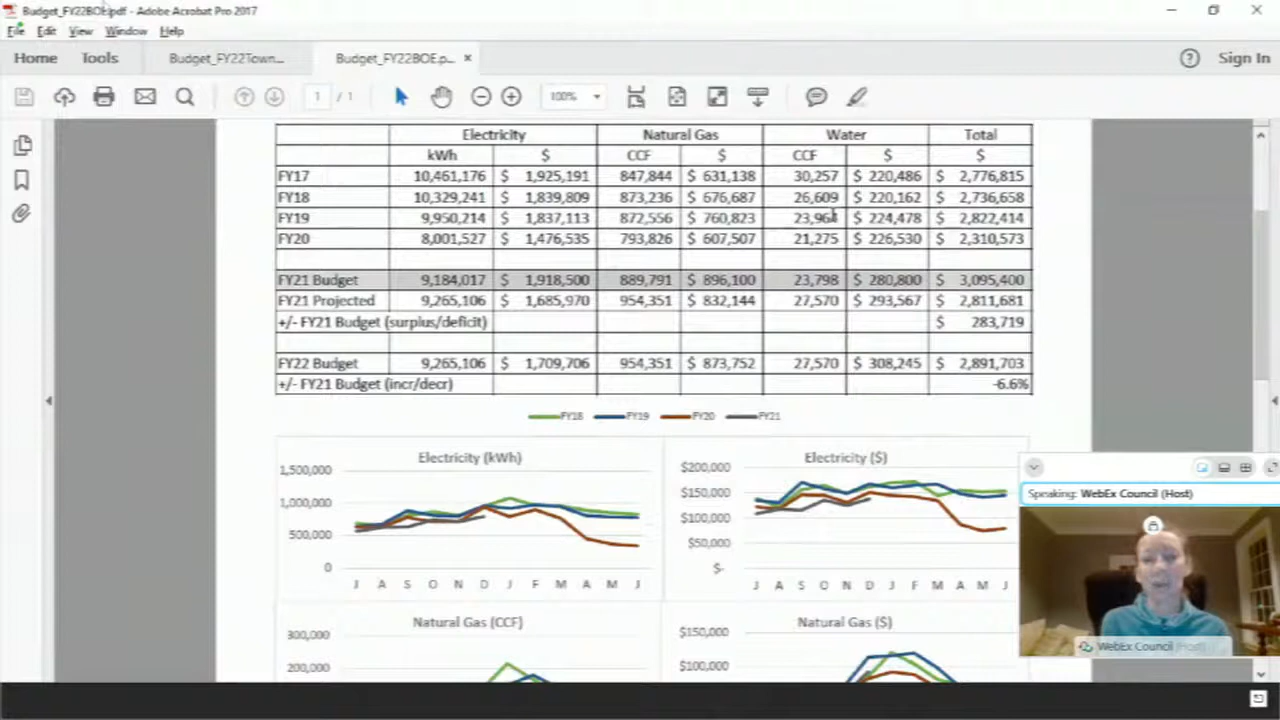 Budget_FY22BOE.pdf - Adobe Acrobat Pro 2017
File Edit View Window Help
Home Tools Budget_FY22Town... Budget_FY22BOE.p... × Sign In
1 / 1 100%
Electricity Natural Gas Water Total
kWh $ CCF $ CCF $ $
FY17 10,461,176 $ 1,925,191 847,844 $ 631,138 30,257 $ 220,486 $ 2,776,815
FY18 10,329,241 $ 1,839,809 873,236 $ 676,687 26,609 $ 220,162 $ 2,736,658
FY19 9,950,214 $ 1,837,113 872,556 $ 760,823 23,964 $ 224,478 $ 2,822,414
FY20 8,001,527 $ 1,476,535 793,826 $ 607,507 21,275 $ 226,530 $ 2,310,573
FY21 Budget 9,184,017 $ 1,918,500 889,791 $ 896,100 23,798 $ 280,800 $ 3,095,400
FY21 Projected 9,265,106 $ 1,685,970 954,351 $ 832,144 27,570 $ 293,567 $ 2,811,681
+/- FY21 Budget (surplus/deficit) $ 283,719
FY22 Budget 9,265,106 $ 1,709,706 954,351 $ 873,752 27,570 $ 308,245 $ 2,891,703
+/- FY21 Budget (incr/decr) -6.6%
FY18 FY19 FY20 FY21
Electricity (kWh)
1,500,000
1,000,000
500,000
0
J A S O N D J F M A M J
Electricity ($)
$200,000
$150,000
$100,000
$50,000
$-
J A S O N D J F M A M J
Speaking: WebEx Council (Host)
WebEx Council (Host)
Natural Gas (CCF)
300,000
200,000
Natural Gas ($)
$150,000
$100,000